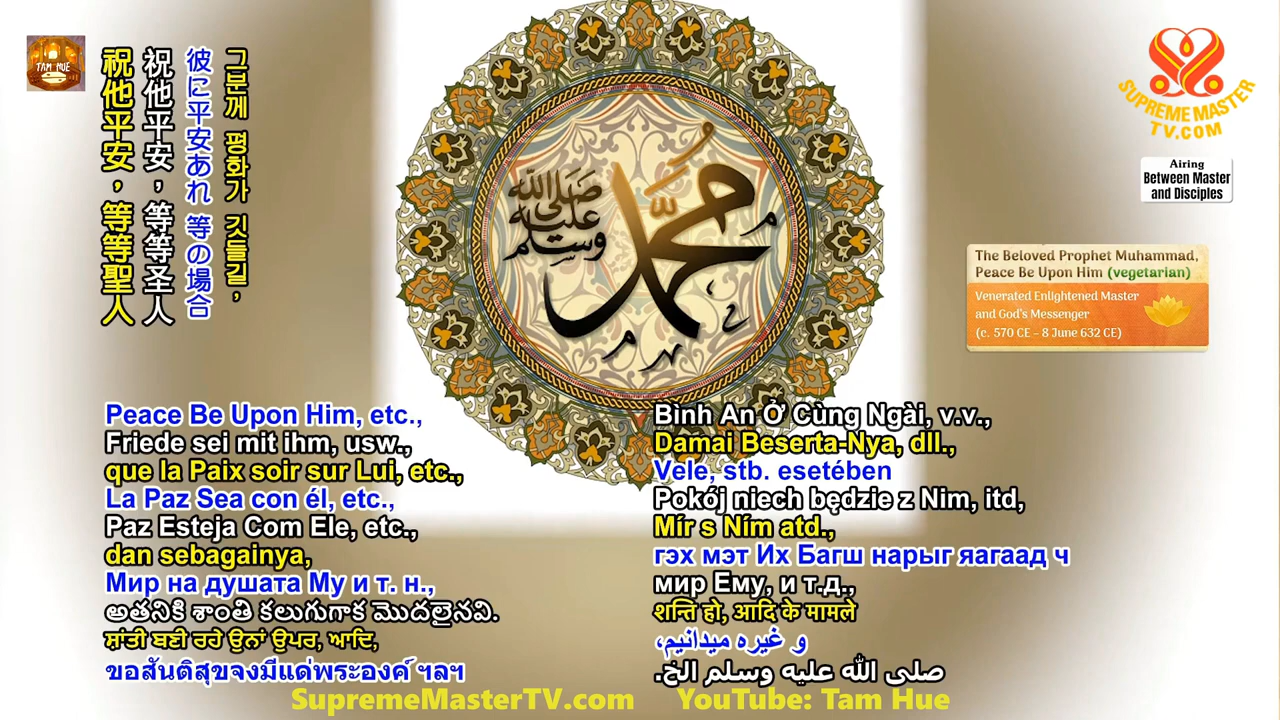 TAM HUE
祝他平安，等等聖人
祝他平安，等等圣人
彼に平安あれ 等の場合
그분께 평화가 깃들길,
محمد
صلى الله
عليه
وسلم
SUPREME MASTER
TV.COM
Airing
Between Master
and Disciples
The Beloved Prophet Muhammad,
Peace Be Upon Him (vegetarian)
Venerated Enlightened Master
and God's Messenger
(c. 570 CE – 8 June 632 CE)
Peace Be Upon Him, etc.,
Friede sei mit ihm, usw.,
que la Paix soir sur Lui, etc.,
La Paz Sea con él, etc.,
Paz Esteja Com Ele, etc.,
dan sebagainya,
Мир на душата Му и т. н.,
అతనికి శాంతి కలుగుగాక మొదలైనవి.
ਸ਼ਾਂਤੀ ਬਣੀ ਰਹੇ ਉਨਾਂ ਉਪਰ, ਆਦਿ,
ขอสันติสุขจงมีแด่พระองค์ ฯลฯ
Bình An Ở Cùng Ngài, v.v.,
Damai Beserta-Nya, dll.,
Vele, stb. esetében
Pokój niech będzie z Nim, itd,
Mír s Ním atd.,
гэх мэт Их Багш нарыг яагаад ч
мир Ему, и т.д.,
शन्ति हो, आदि के मामले
و غیره میدانیم،
صلى الله عليه وسلم الخ.
SupremeMasterTV.com YouTube: Tam Hue